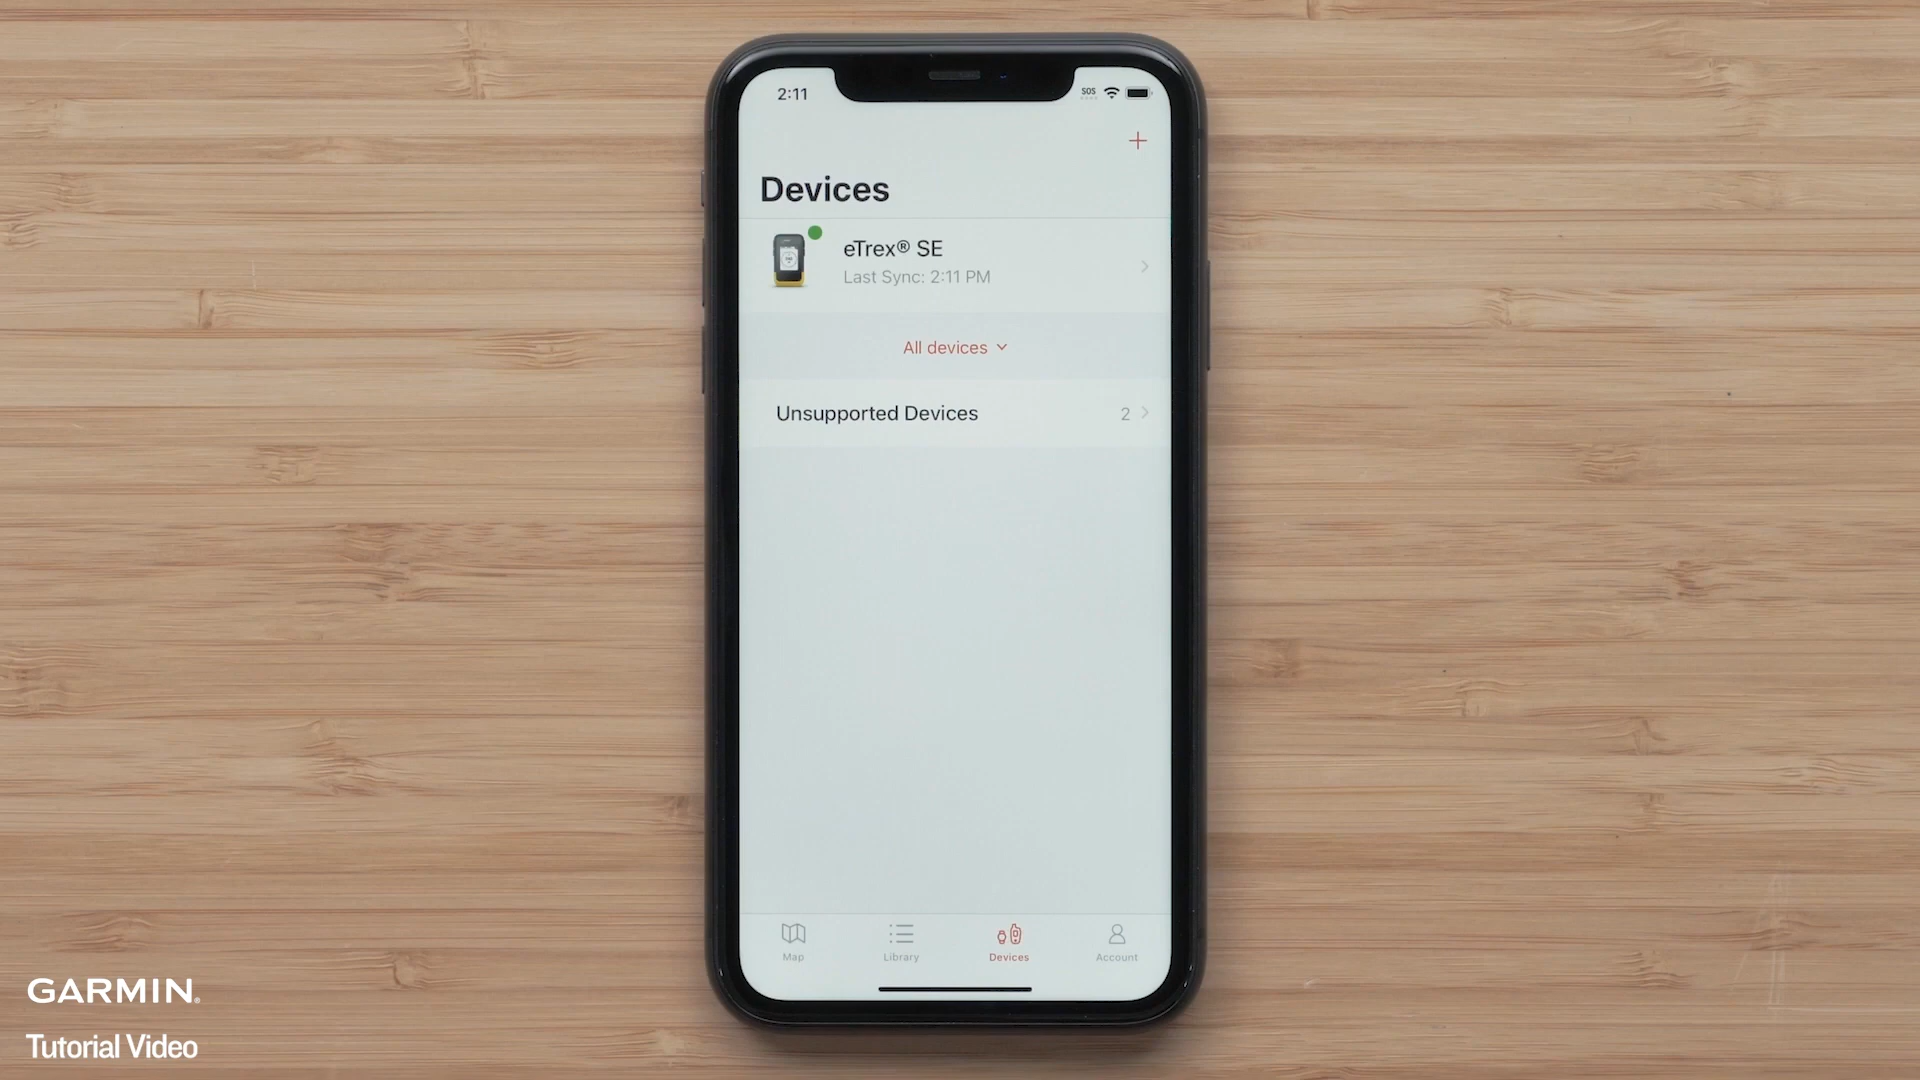 2:11
SOS
Devices
eTrex® SE
Last Sync: 2:11 PM
All devices
Unsupported Devices 2
Map Library Devices Account
GARMIN®
Tutorial Video